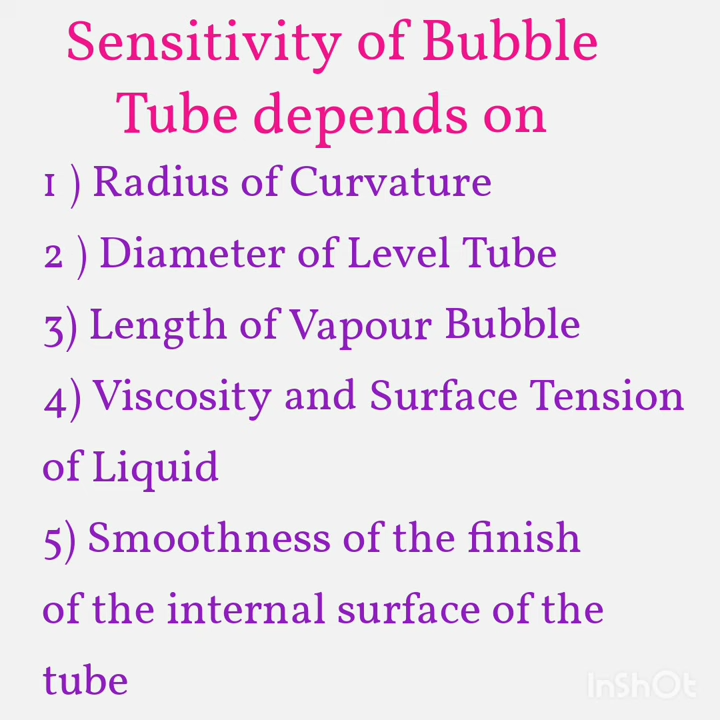 Sensitivity of Bubble
Tube depends on
1 ) Radius of Curvature
2 ) Diameter of Level Tube
3) Length of Vapour Bubble
4) Viscosity and Surface Tension
of Liquid
5) Smoothness of the finish
of the internal surface of the
tube
InShOt